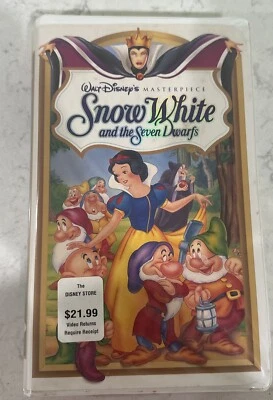 WALT DISNEY'S MASTERPIECE
Snow White
and the Seven Dwarfs
The
DISNEY STORE
$21.99
Video Returns
Require Receipt